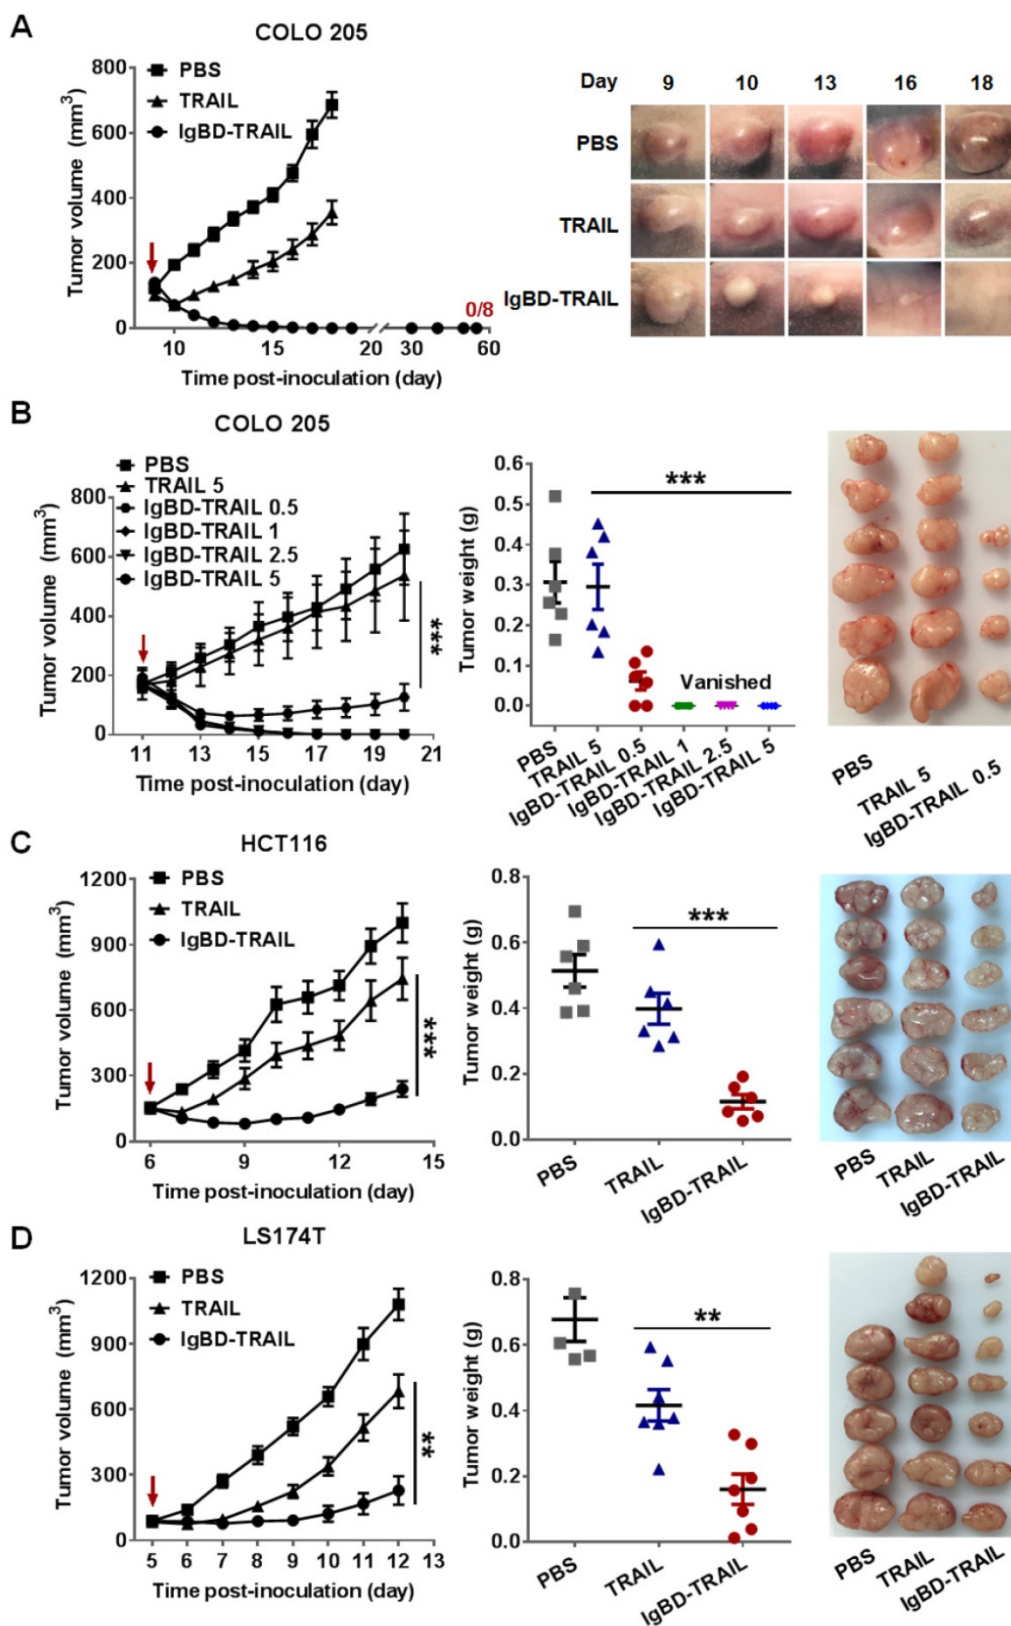 A
COLO 205
PBS
TRAIL
IgBD-TRAIL
Tumor volume (mm³)
800
600
400
200
0
0/8
10 15 20 30 40 60
Time post-inoculation (day)
Day 9 10 13 16 18
PBS
TRAIL
IgBD-TRAIL
B
COLO 205
PBS
TRAIL 5
IgBD-TRAIL 0.5
IgBD-TRAIL 1
IgBD-TRAIL 2.5
IgBD-TRAIL 5
Tumor volume (mm³)
800
600
400
200
0
***
11 13 15 17 19 21
Time post-inoculation (day)
Tumor weight (g)
0.6
0.5
0.4
0.3
0.2
0.1
0.0
***
Vanished
PBS
TRAIL 5
IgBD-TRAIL 0.5
IgBD-TRAIL 1
IgBD-TRAIL 2.5
IgBD-TRAIL 5
PBS
TRAIL 5
IgBD-TRAIL 0.5
C
HCT116
PBS
TRAIL
IgBD-TRAIL
Tumor volume (mm³)
1200
900
600
300
0
***
6 9 12 15
Time post-inoculation (day)
Tumor weight (g)
0.8
0.6
0.4
0.2
0.0
***
PBS
TRAIL
IgBD-TRAIL
PBS
TRAIL
IgBD-TRAIL
D
LS174T
PBS
TRAIL
IgBD-TRAIL
Tumor volume (mm³)
1200
900
600
300
0
**
5 6 7 8 9 10 11 12 13
Time post-inoculation (day)
Tumor weight (g)
0.8
0.6
0.4
0.2
0.0
**
PBS
TRAIL
IgBD-TRAIL
PBS
TRAIL
IgBD-TRAIL